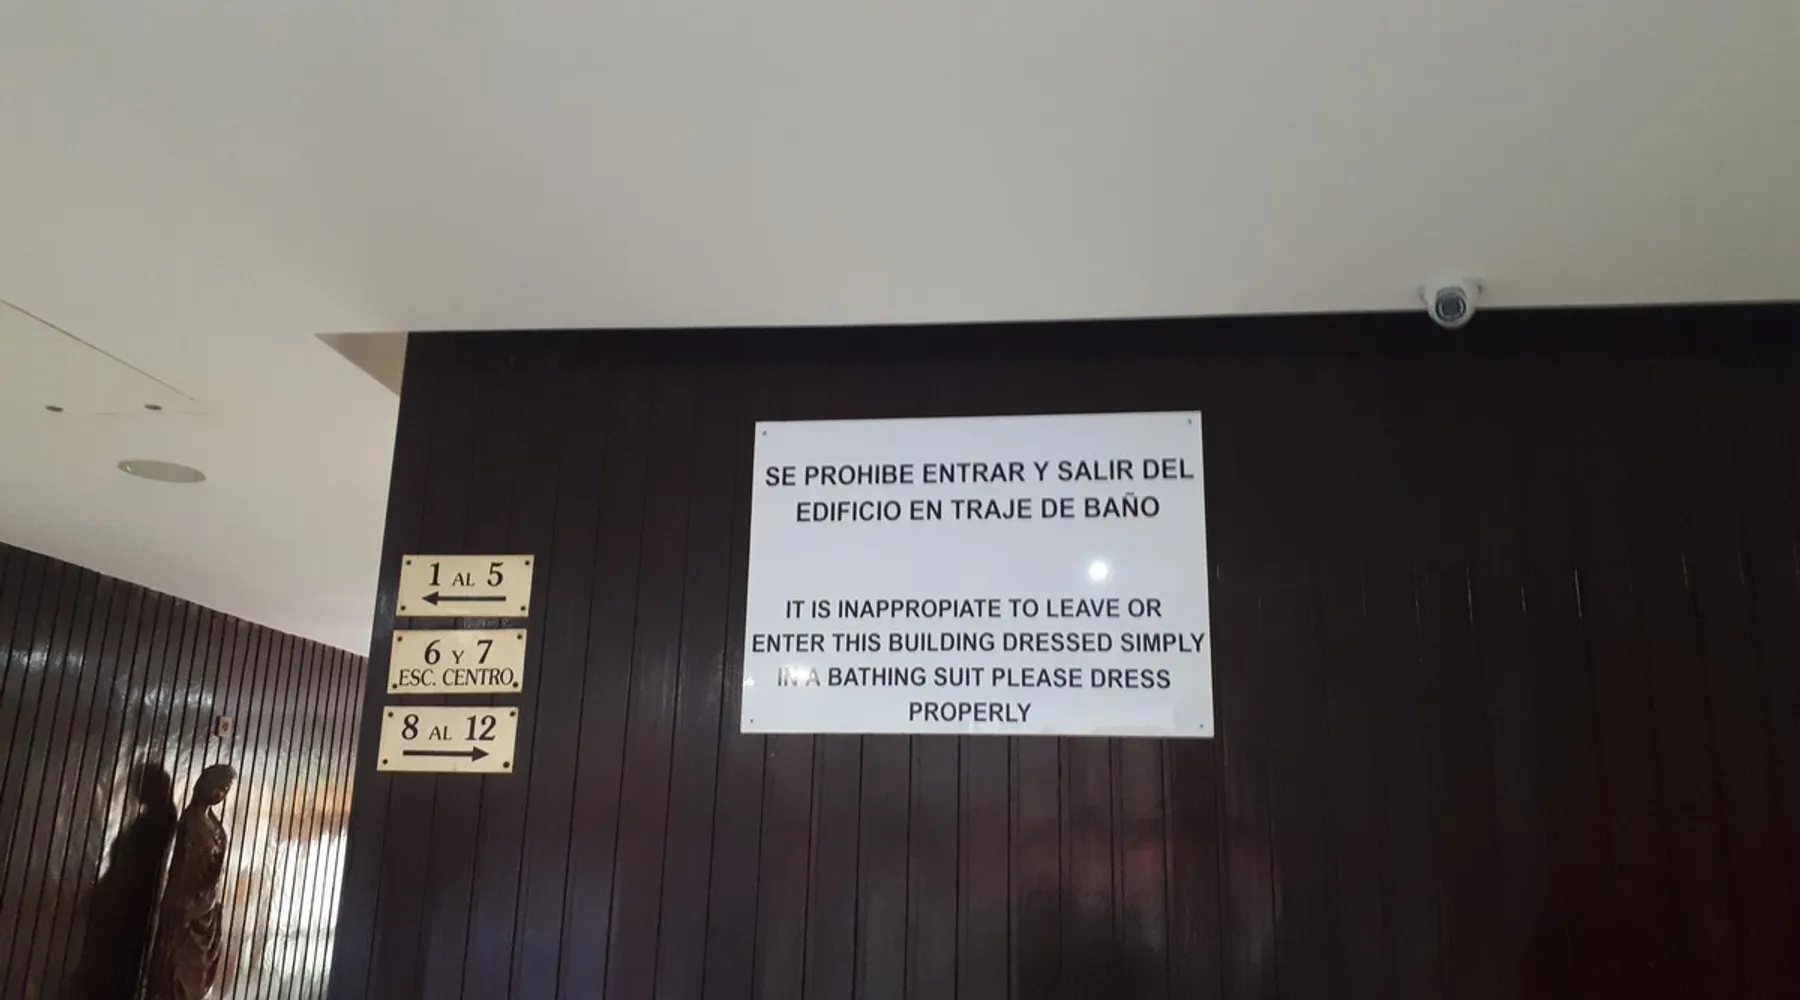 SE PROHIBE ENTRAR Y SALIR DEL
EDIFICIO EN TRAJE DE BAÑO
IT IS INAPPROPIATE TO LEAVE OR
ENTER THIS BUILDING DRESSED SIMPLY
IN A BATHING SUIT PLEASE DRESS
PROPERLY
1 AL 5
6 Y 7
ESC. CENTRO
8 AL 12